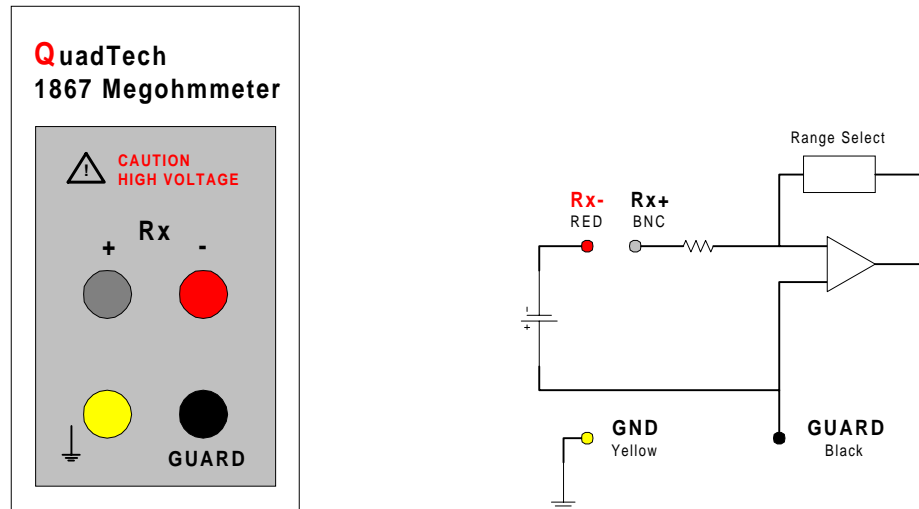 QuadTech
1867 Megohmmeter
!
CAUTION
HIGH VOLTAGE
Rx
+ -
GUARD
Range Select
Rx- Rx+
RED BNC
-
+
GND GUARD
Yellow Black